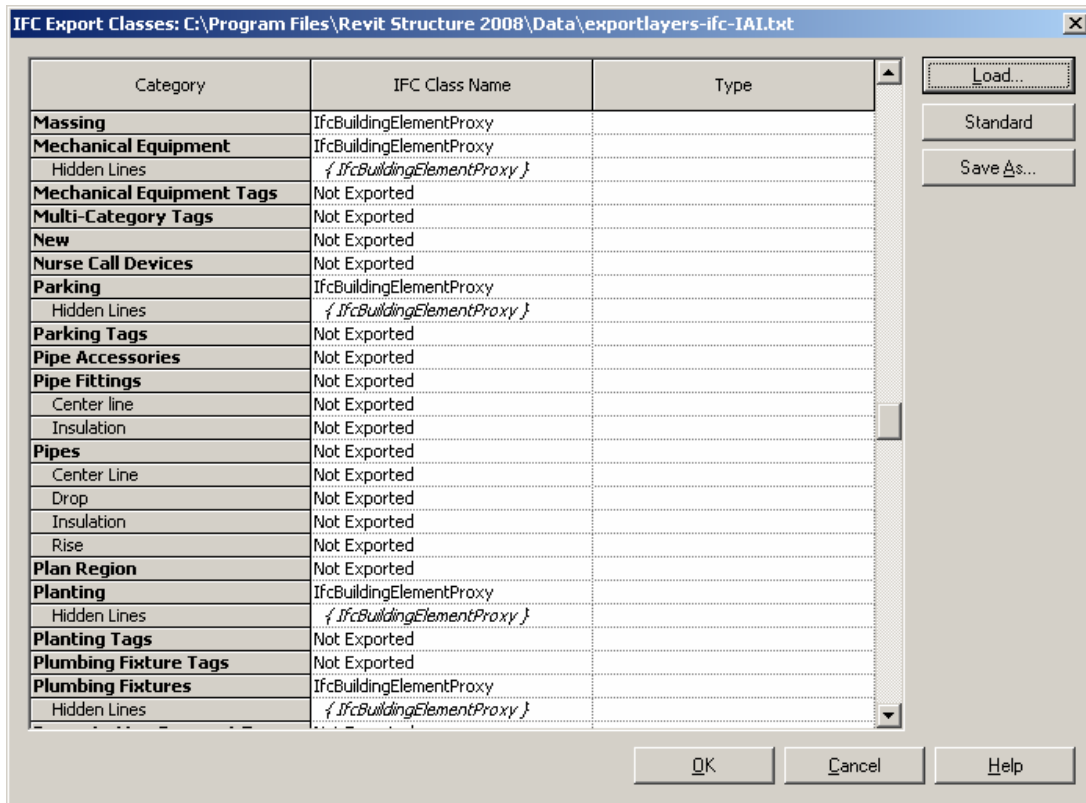 IFC Export Classes: C:\Program Files\Revit Structure 2008\Data\exportlayers-ifc-IAI.txt
Category IFC Class Name Type
Massing IfcBuildingElementProxy
Mechanical Equipment IfcBuildingElementProxy
Hidden Lines { IfcBuildingElementProxy }
Mechanical Equipment Tags Not Exported
Multi-Category Tags Not Exported
New Not Exported
Nurse Call Devices Not Exported
Parking IfcBuildingElementProxy
Hidden Lines { IfcBuildingElementProxy }
Parking Tags Not Exported
Pipe Accessories Not Exported
Pipe Fittings Not Exported
Center line Not Exported
Insulation Not Exported
Pipes Not Exported
Center Line Not Exported
Drop Not Exported
Insulation Not Exported
Rise Not Exported
Plan Region Not Exported
Planting IfcBuildingElementProxy
Hidden Lines { IfcBuildingElementProxy }
Planting Tags Not Exported
Plumbing Fixture Tags Not Exported
Plumbing Fixtures IfcBuildingElementProxy
Hidden Lines { IfcBuildingElementProxy }
Load...
Standard
Save As...
OK Cancel Help